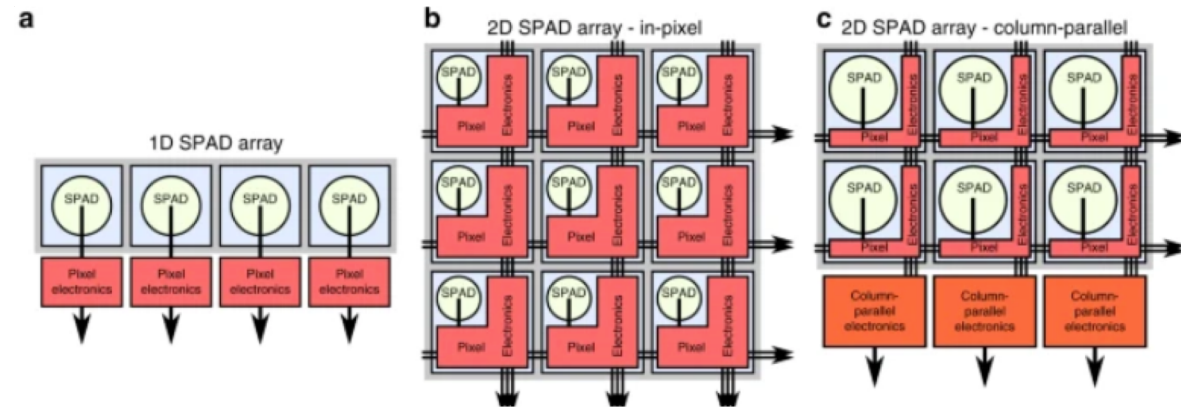 a
1D SPAD array
SPAD SPAD SPAD SPAD
Pixel electronics
Pixel electronics
Pixel electronics
Pixel electronics
b
2D SPAD array - in-pixel
SPAD SPAD SPAD
Electronics Electronics Electronics
Pixel Pixel Pixel
SPAD SPAD SPAD
Electronics Electronics Electronics
Pixel Pixel Pixel
SPAD SPAD SPAD
Electronics Electronics Electronics
Pixel Pixel Pixel
c
2D SPAD array - column-parallel
SPAD SPAD SPAD
Electronics Electronics Electronics
Pixel Pixel Pixel
SPAD SPAD SPAD
Electronics Electronics Electronics
Pixel Pixel Pixel
Column-
parallel
electronics
Column-
parallel
electronics
Column-
parallel
electronics